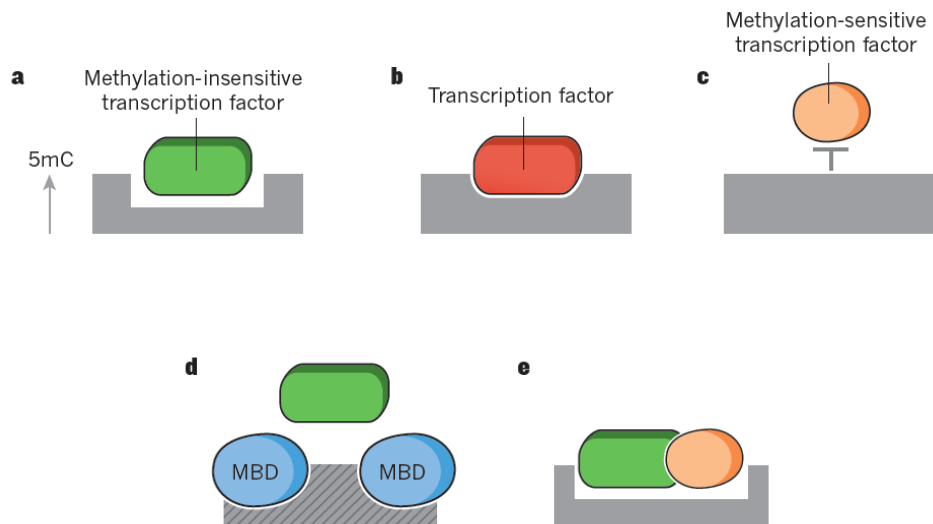 a
Methylation-insensitive
transcription factor
5mC
b
Transcription factor
c
Methylation-sensitive
transcription factor
d
MBD
MBD
e